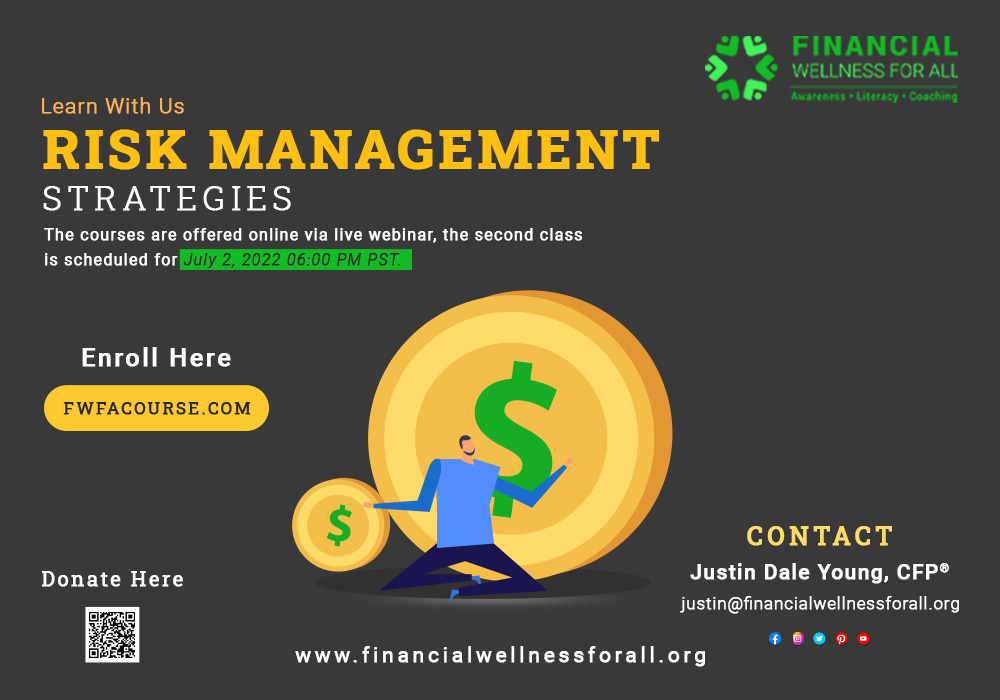 FINANCIAL
WELLNESS FOR ALL
Awareness • Literacy • Coaching
Learn With Us
RISK MANAGEMENT
STRATEGIES
The courses are offered online via live webinar, the second class
is scheduled for July 2, 2022 06:00 PM PST.
Enroll Here
FWFACOURSE.COM
$
$
Donate Here
CONTACT
Justin Dale Young, CFP®
justin@financialwellnessforall.org
www.financialwellnessforall.org